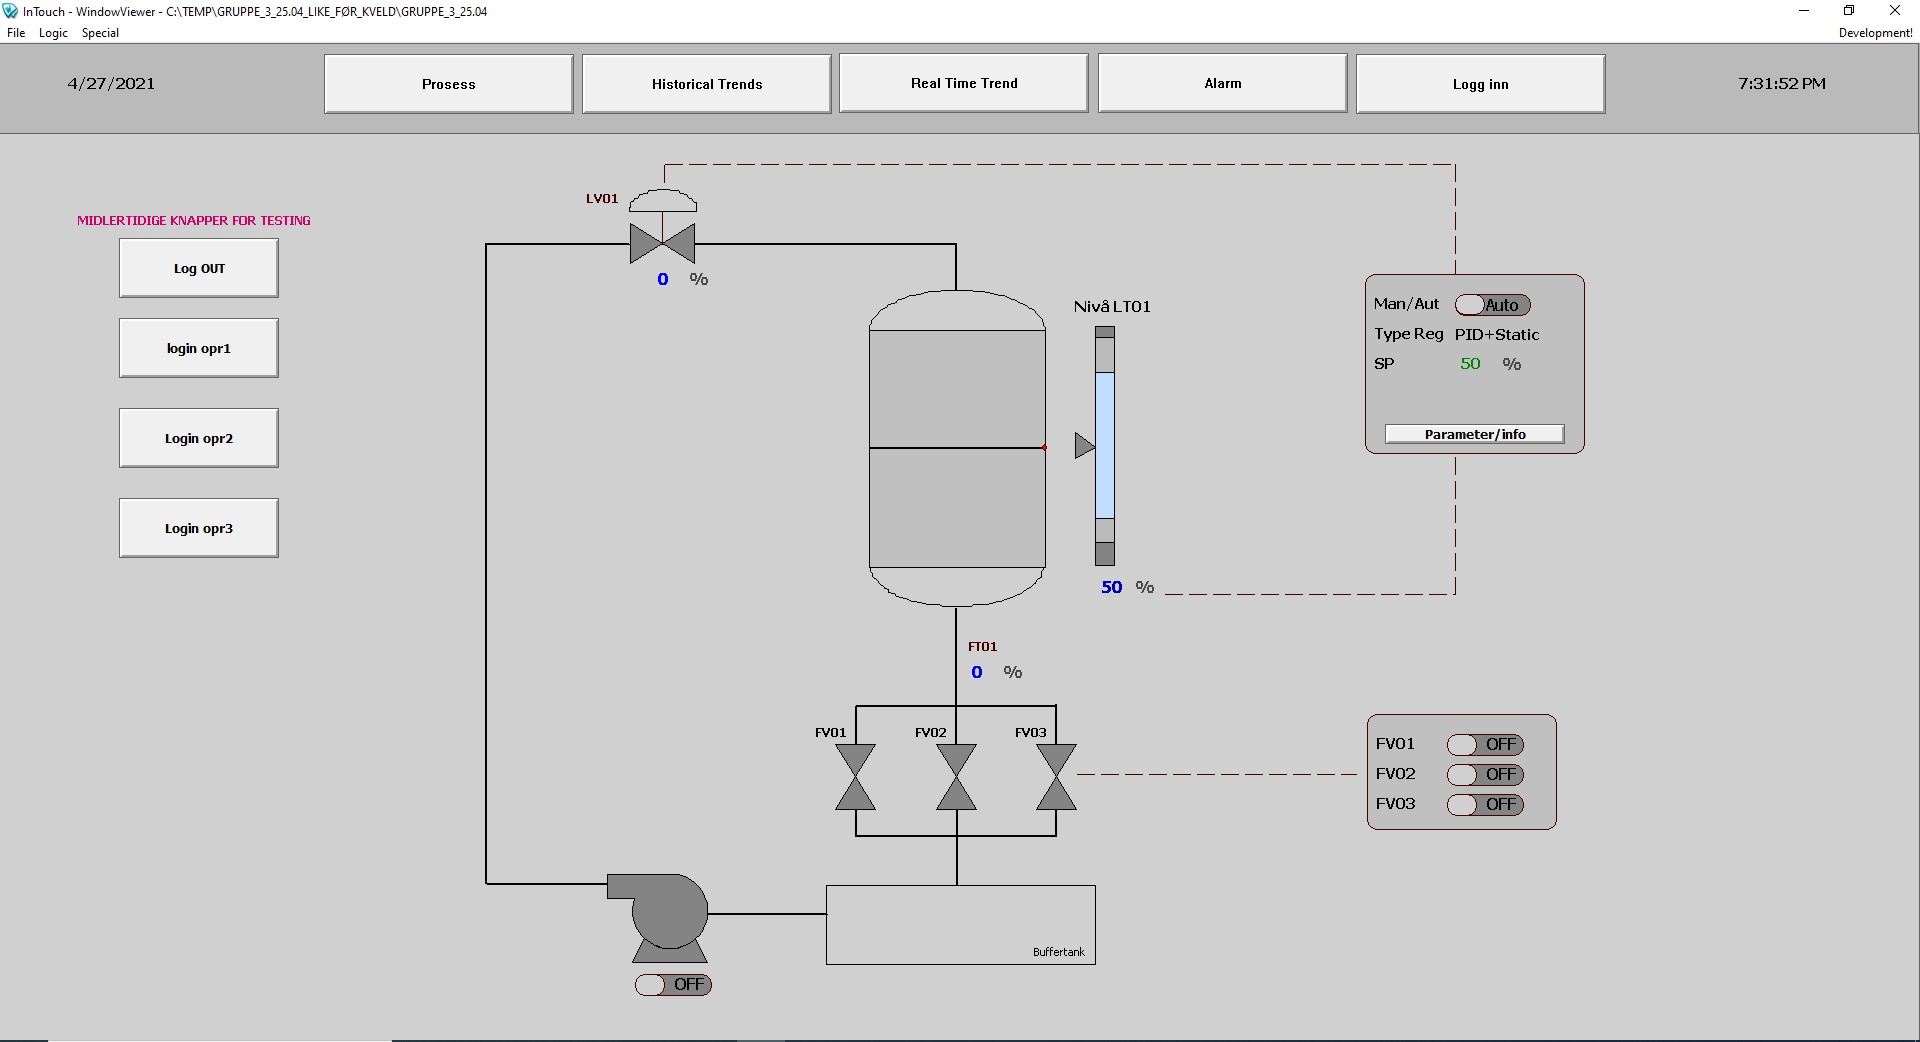 InTouch - WindowViewer - C:\TEMP\GRUPPE_3_25.04_LIKE_FØR_KVELD\GRUPPE_3_25.04
File Logic Special Development!
4/27/2021 Prosess Historical Trends Real Time Trend Alarm Logg inn 7:31:52 PM
MIDLERTIDIGE KNAPPER FOR TESTING
Log OUT
login opr1
Login opr2
Login opr3
LV01
0 %
Nivå LT01
50 %
Man/Aut Auto
Type Reg PID+Static
SP 50 %
Parameter/info
FT01
0 %
FV01 FV02 FV03
FV01 OFF
FV02 OFF
FV03 OFF
Buffertank
OFF